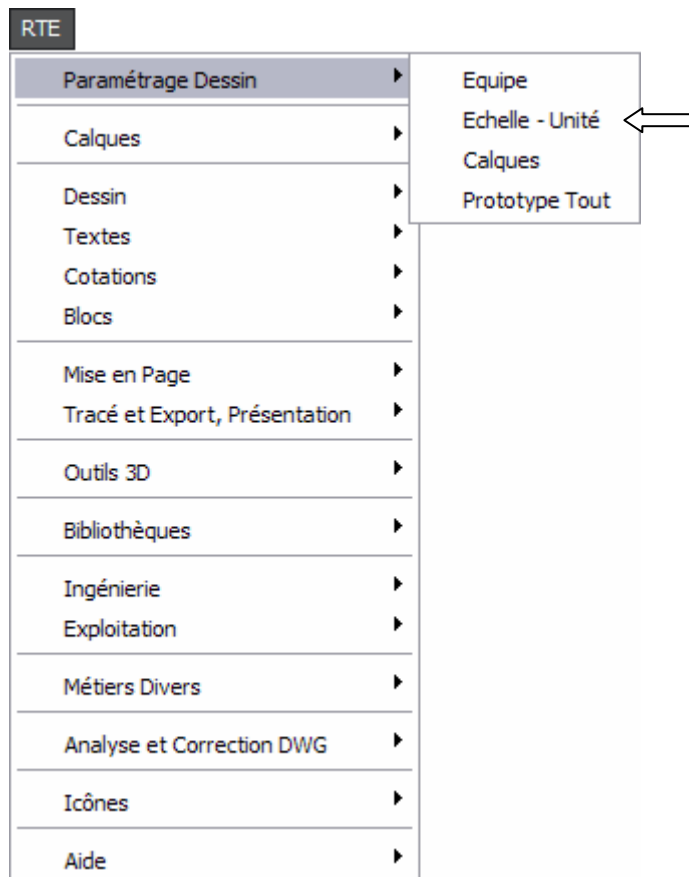 RTE
Paramétrage Dessin
Calques
Dessin
Textes
Cotations
Blocs
Mise en Page
Tracé et Export, Présentation
Outils 3D
Bibliothèques
Ingénierie
Exploitation
Métiers Divers
Analyse et Correction DWG
Icônes
Aide
Equipe
Echelle - Unité
Calques
Prototype Tout